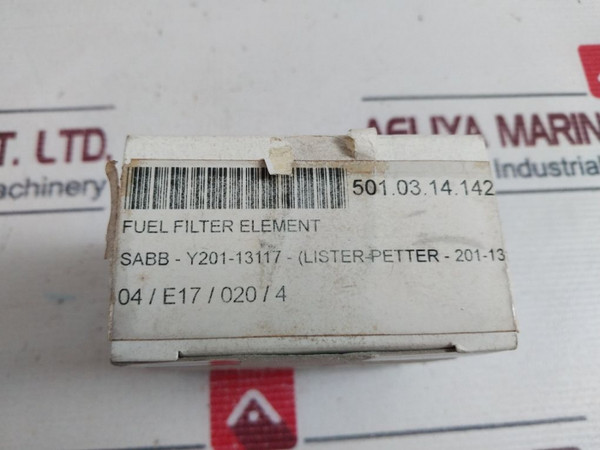 T. LTD.
achinery
AELIYA MARIN
Industrial
501.03.14.142
FUEL FILTER ELEMENT
SABB - Y201-13117 - (LISTER-PETTER - 201-13
04 / E17 / 020 / 4